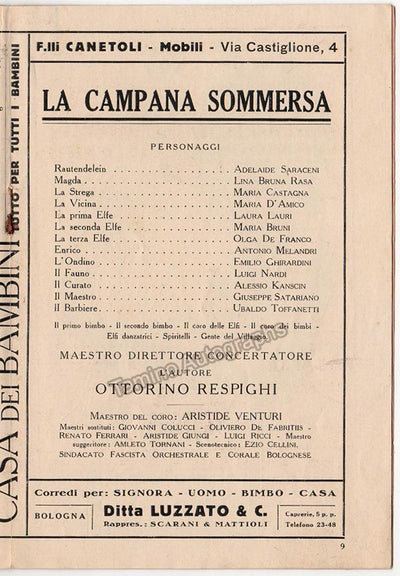 F.lli CANETOLI - Mobili - Via Castiglione, 4
CASA DEI BAMBINI TUTTO PER TUTTI I BAMBINI
LA CAMPANA SOMMERSA
PERSONAGGI
Rautendelein . . . . . . . . . . . . . . . . ADELAIDE SARACENI
Magda . . . . . . . . . . . . . . . . LINA BRUNA RASA
La Strega . . . . . . . . . . . . . . . . MARIA CASTAGNA
La Vicina . . . . . . . . . . . . . . . . MARIA D'AMICO
La prima Elfe . . . . . . . . . . . . . . . . LAURA LAURI
La seconda Elfe . . . . . . . . . . . . . . . . MARIA BRUNI
La terza Elfe . . . . . . . . . . . . . . . . OLGA DE FRANCO
Enrico . . . . . . . . . . . . . . . . ANTONIO MELANDRI
L'Ondino . . . . . . . . . . . . . . . . EMILIO GHIRARDINI
Il Fauno . . . . . . . . . . . . . . . . LUIGI NARDI
Il Curato . . . . . . . . . . . . . . . . ALESSIO KANSCIN
Il Maestro . . . . . . . . . . . . . . . . GIUSEPPE SATARIANO
Il Barbiere . . . . . . . . . . . . . . . . UBALDO TOFFANETTI
Il primo bimbo - Il secondo bimbo - Il coro delle Elfi - Il coro dei bimbi -
Elfi danzatrici - Spiritelli - Gente del Villaggio
MAESTRO DIRETTORE CONCERTATORE
L'AUTORE
OTTORINO RESPIGHI
Tamino Autographs
MAESTRO DEL CORO: ARISTIDE VENTURI
Maestri sostituti: GIOVANNI COLUCCI - OLIVIERO DE FABRITIIS -
RENATO FERRARI - ARISTIDE GIUNGI - LUIGI RICCI - Maestro
suggeritore: AMLETO TORNANI - Scenotecnico: EZIO CELLINI.
SINDACATO FASCISTA ORCHESTRALE E CORALE BOLOGNESE
Corredi per: SIGNORA - UOMO - BIMBO - CASA
BOLOGNA
Ditta LUZZATO & C.
Rappres.: SCARANI & MATTIOLI
Caprerie, 5 p. p.
Telefono 23-48
9